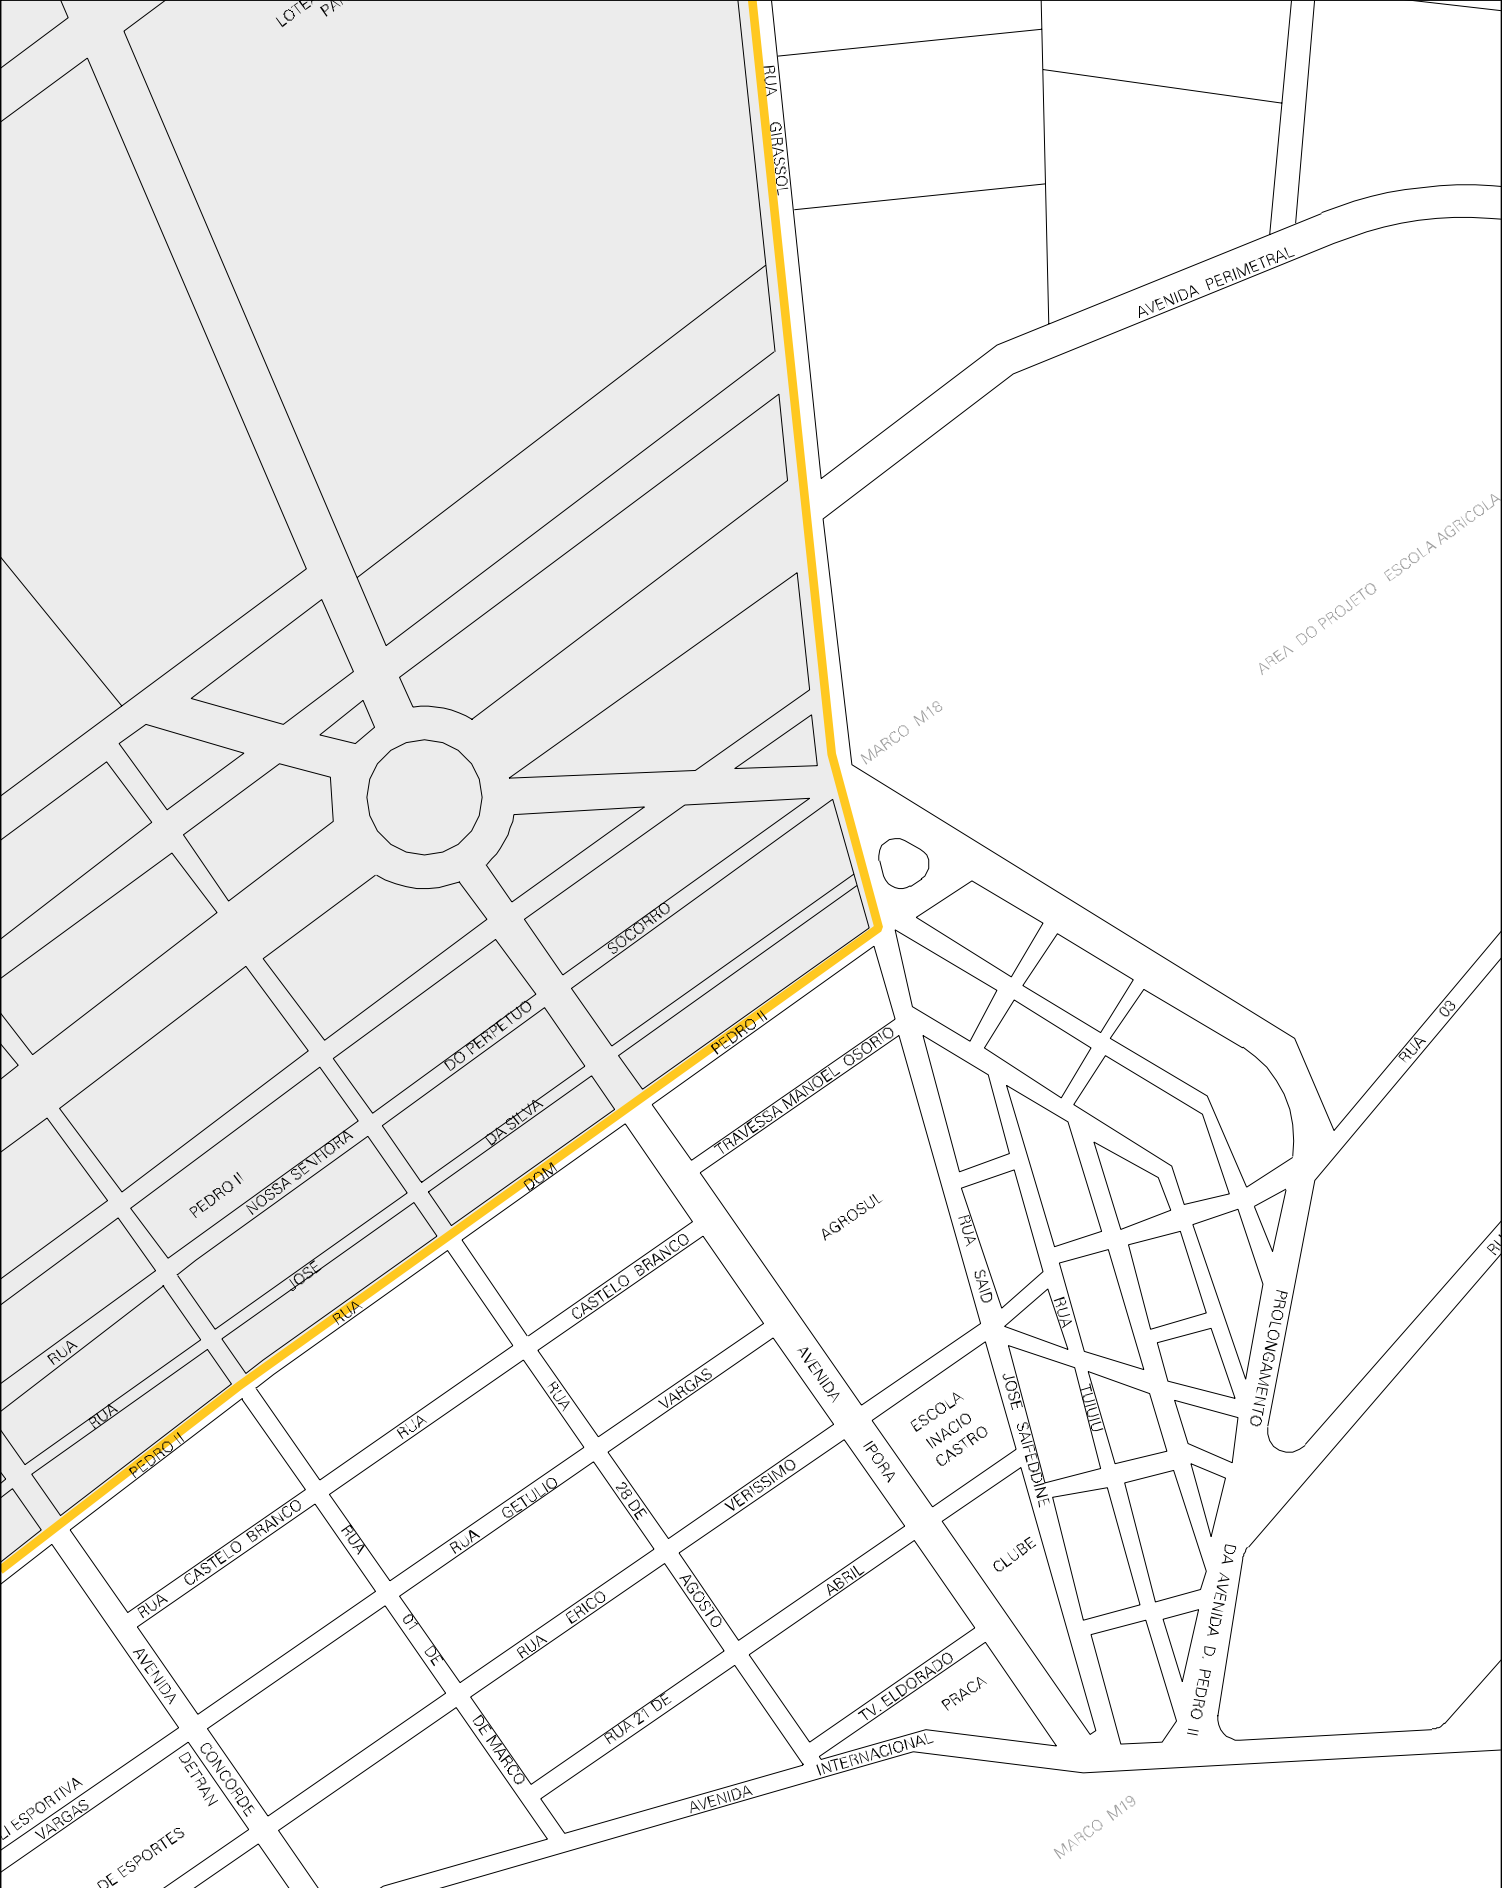 RUA GIRASSOL
AVENIDA PERIMETRAL
AREA DO PROJETO ESCOLA AGRICOLA
MARCO M18
SOCORRO
DO PERPETUO
NOSSA SENHORA
PEDRO II
RUA
DA SILVA
JOSE
RUA
PEDRO II
DOM
RUA
PEDRO II
TRAVESSA MANOEL OSORIO
AGROSUL
RUA 03
RUA SAID
JOSE SAIFEDDINE
RUA
TUIUIU
PROLONGAMENTO
DA AVENIDA D. PEDRO II
CASTELO BRANCO
RUA
RUA CASTELO BRANCO
VARGAS
RUA GETULIO
VERISSIMO
RUA ERICO
ABRIL
RUA 21 DE
AVENIDA
IPORA
ESCOLA
INACIO
CASTRO
CLUBE
RUA
28 DE
AGOSTO
RUA
01 DE
DE MARCO
TV. ELDORADO
PRACA
AVENIDA
INTERNACIONAL
AVENIDA
CONCORDE
DETRAN
ESPORTIVA
VARGAS
DE ESPORTES
MARCO M19